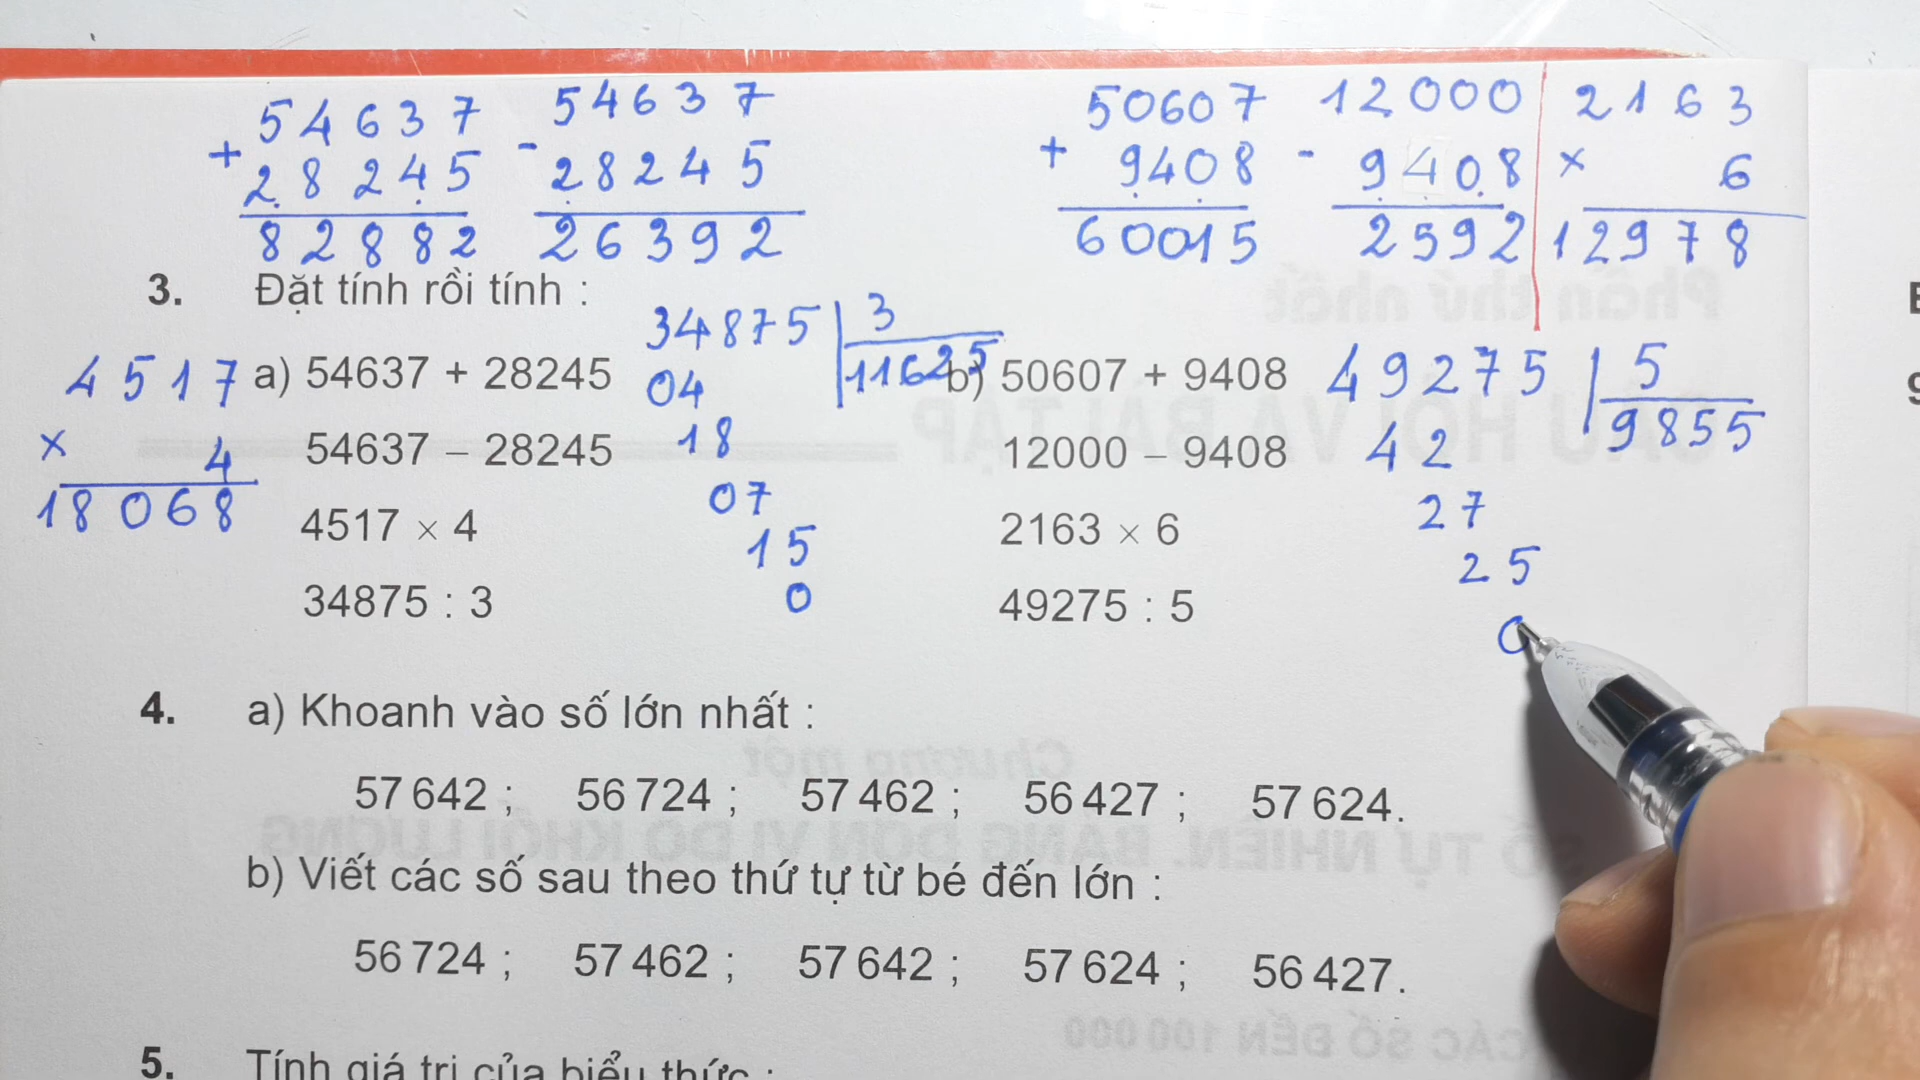 54637
+
28245
82882
54637
-
28245
26392
50607
+
9408
60015
12000
-
9408
2592
2163
×
6
12978
3. Đặt tính rồi tính :
4517
×
4
18068
a) 54637 + 28245
54637 – 28245
4517 × 4
34875 : 3
34875 3
04 11625
18
07
15
0
b) 50607 + 9408
12000 – 9408
2163 × 6
49275 : 5
49275 5
42 9855
27
25
0
4. a) Khoanh vào số lớn nhất :
57 642 ; 56 724 ; 57 462 ; 56 427 ; 57 624.
b) Viết các số sau theo thứ tự từ bé đến lớn :
56 724 ; 57 462 ; 57 642 ; 57 624 ; 56 427.
5. Tính giá trị của biểu thức :